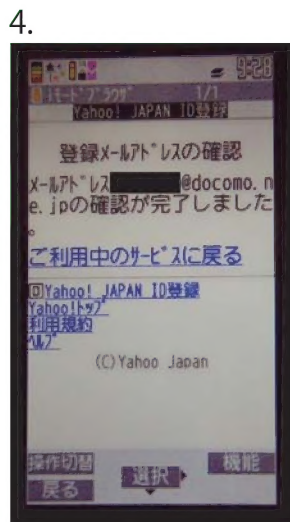 4.
9:28
iモードブラウザ 1/1
Yahoo! JAPAN ID登録
登録メールアドレスの確認
メールアドレス @docomo.n
e.jpの確認が完了しました
。
ご利用中のサービスに戻る
0Yahoo! JAPAN ID登録
Yahoo!トップ
利用規約
ヘルプ
(C)Yahoo Japan
操作切替 選択 機能
戻る